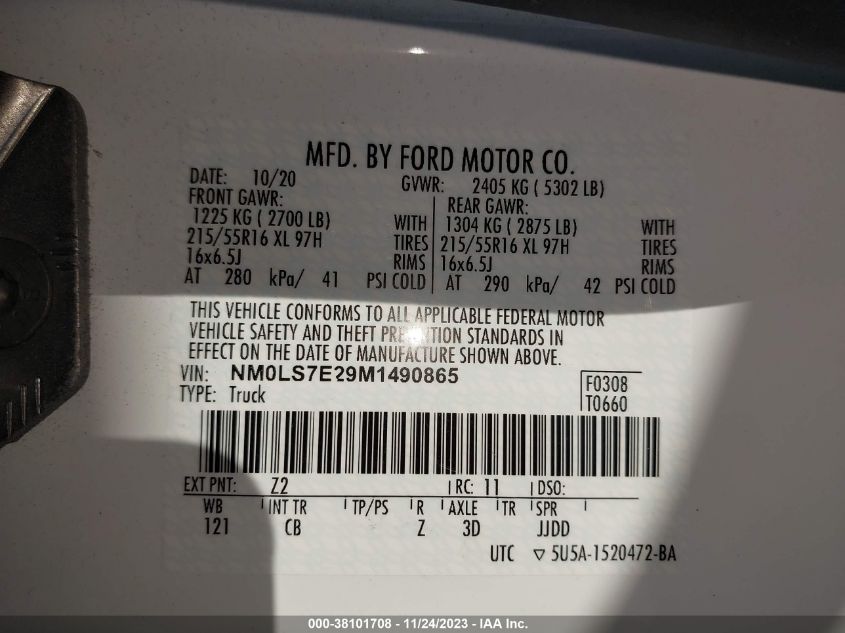 MFD. BY FORD MOTOR CO.
DATE: 10/20 GVWR: 2405 KG ( 5302 LB)
FRONT GAWR: REAR GAWR:
1225 KG ( 2700 LB) WITH 1304 KG ( 2875 LB) WITH
215/55R16 XL 97H TIRES 215/55R16 XL 97H TIRES
16x6.5J RIMS 16x6.5J RIMS
AT 280 kPa/ 41 PSI COLD AT 290 kPa/ 42 PSI COLD
THIS VEHICLE CONFORMS TO ALL APPLICABLE FEDERAL MOTOR
VEHICLE SAFETY AND THEFT PREVENTION STANDARDS IN
EFFECT ON THE DATE OF MANUFACTURE SHOWN ABOVE.
VIN: NM0LS7E29M1490865 F0308
TYPE: Truck T0660
EXT PNT: Z2 RC: 11 DSO:
WB INT TR TP/PS R AXLE TR SPR
121 CB Z 3D JJDD
UTC ▽ 5U5A-1520472-BA
000-38101708 - 11/24/2023 - IAA Inc.